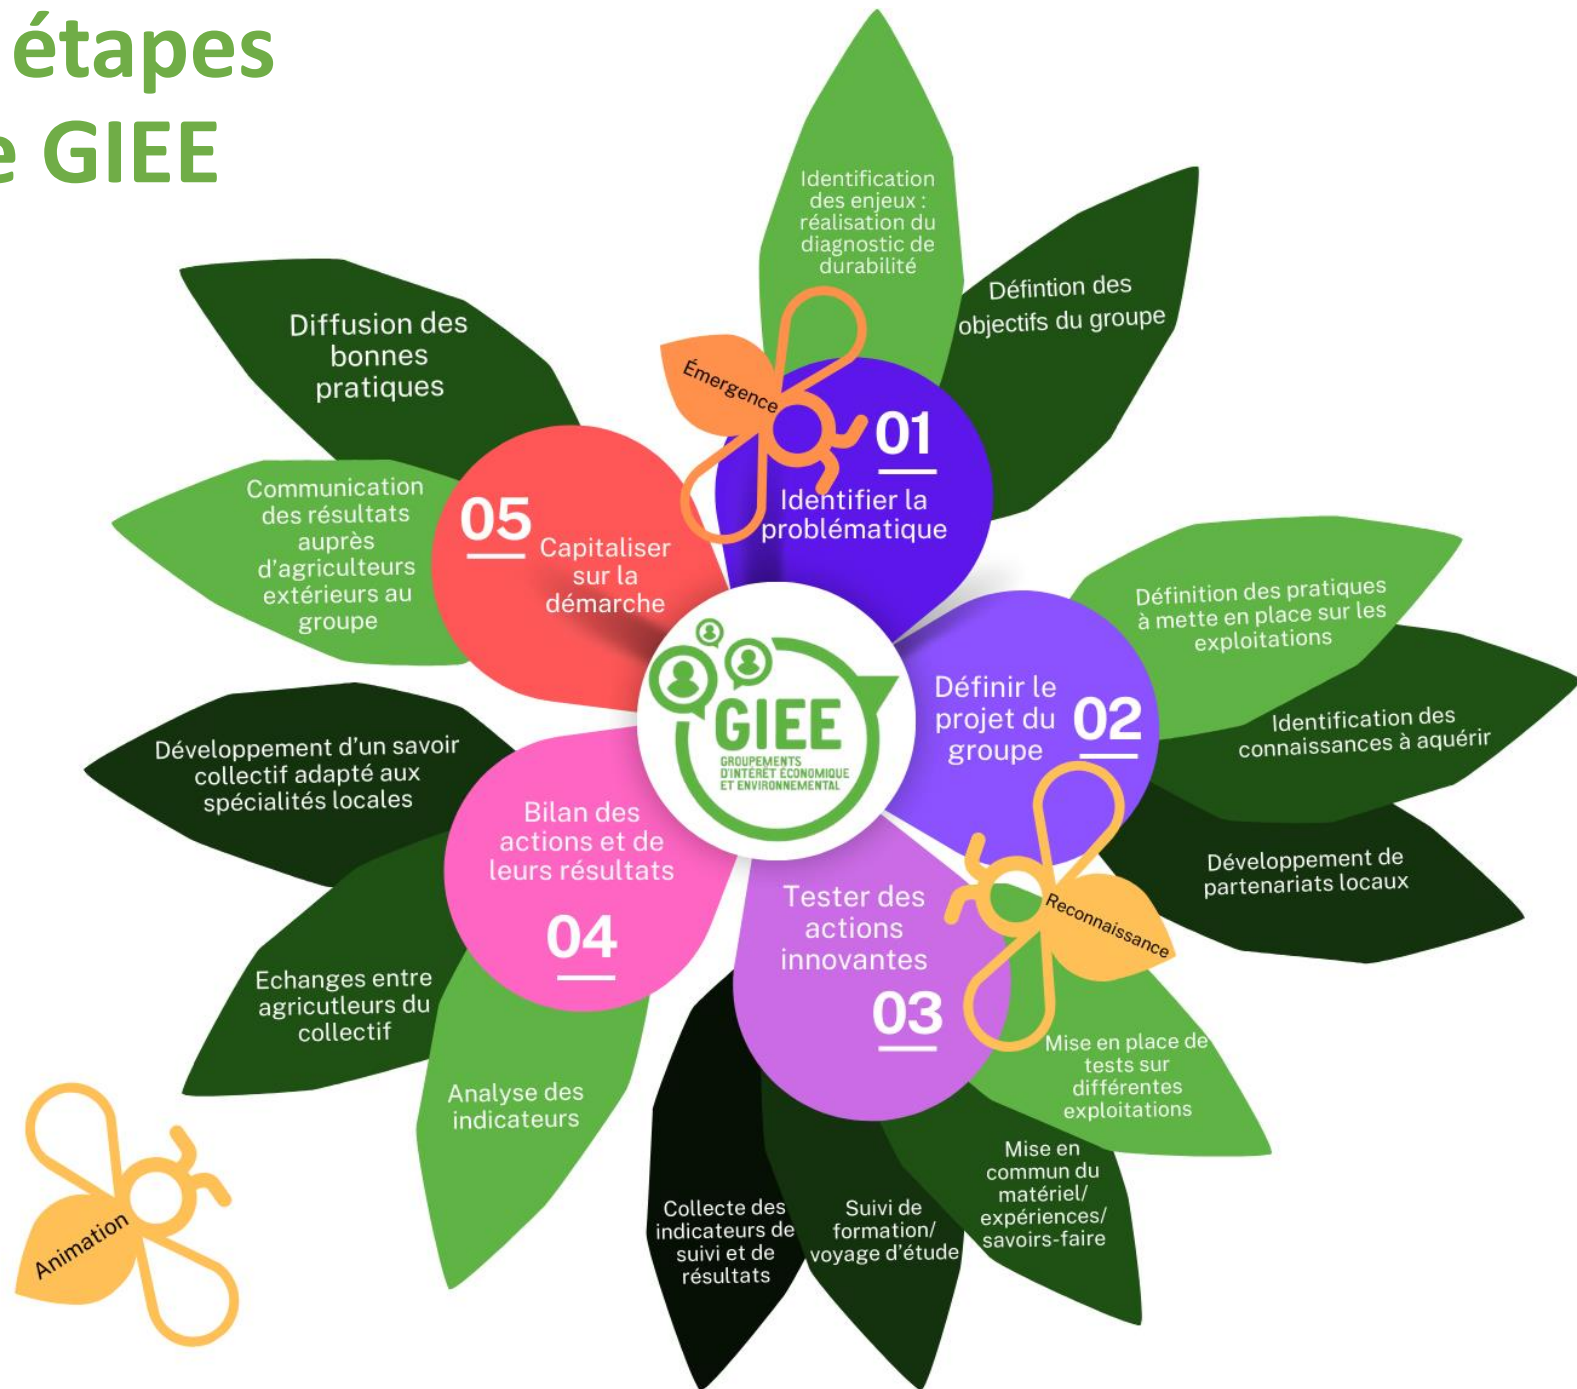 étapes
e GIEE
Identification
des enjeux :
réalisation du
diagnostic de
durabilité
Défintion des
objectifs du groupe
Émergence
01
Identifier la
problématique
Définition des pratiques
à mette en place sur les
exploitations
Identification des
connaissances à aquérir
Développement de
partenariats locaux
Définir le
projet du
groupe
02
Reconnaissance
Tester des
actions
innovantes
03
Mise en place de
tests sur
différentes
exploitations
Mise en
commun du
matériel/
expériences/
savoirs-faire
Suivi de
formation/
voyage d'étude
Collecte des
indicateurs de
suivi et de
résultats
Bilan des
actions et de
leurs résultats
04
Analyse des
indicateurs
Echanges entre
agricutleurs du
collectif
Développement d'un savoir
collectif adapté aux
spécialités locales
05
Capitaliser
sur la
démarche
Communication
des résultats
auprès
d'agriculteurs
extérieurs au
groupe
Diffusion des
bonnes
pratiques
GIEE
GROUPEMENTS
D'INTÉRÊT ÉCONOMIQUE
ET ENVIRONNEMENTAL
Animation